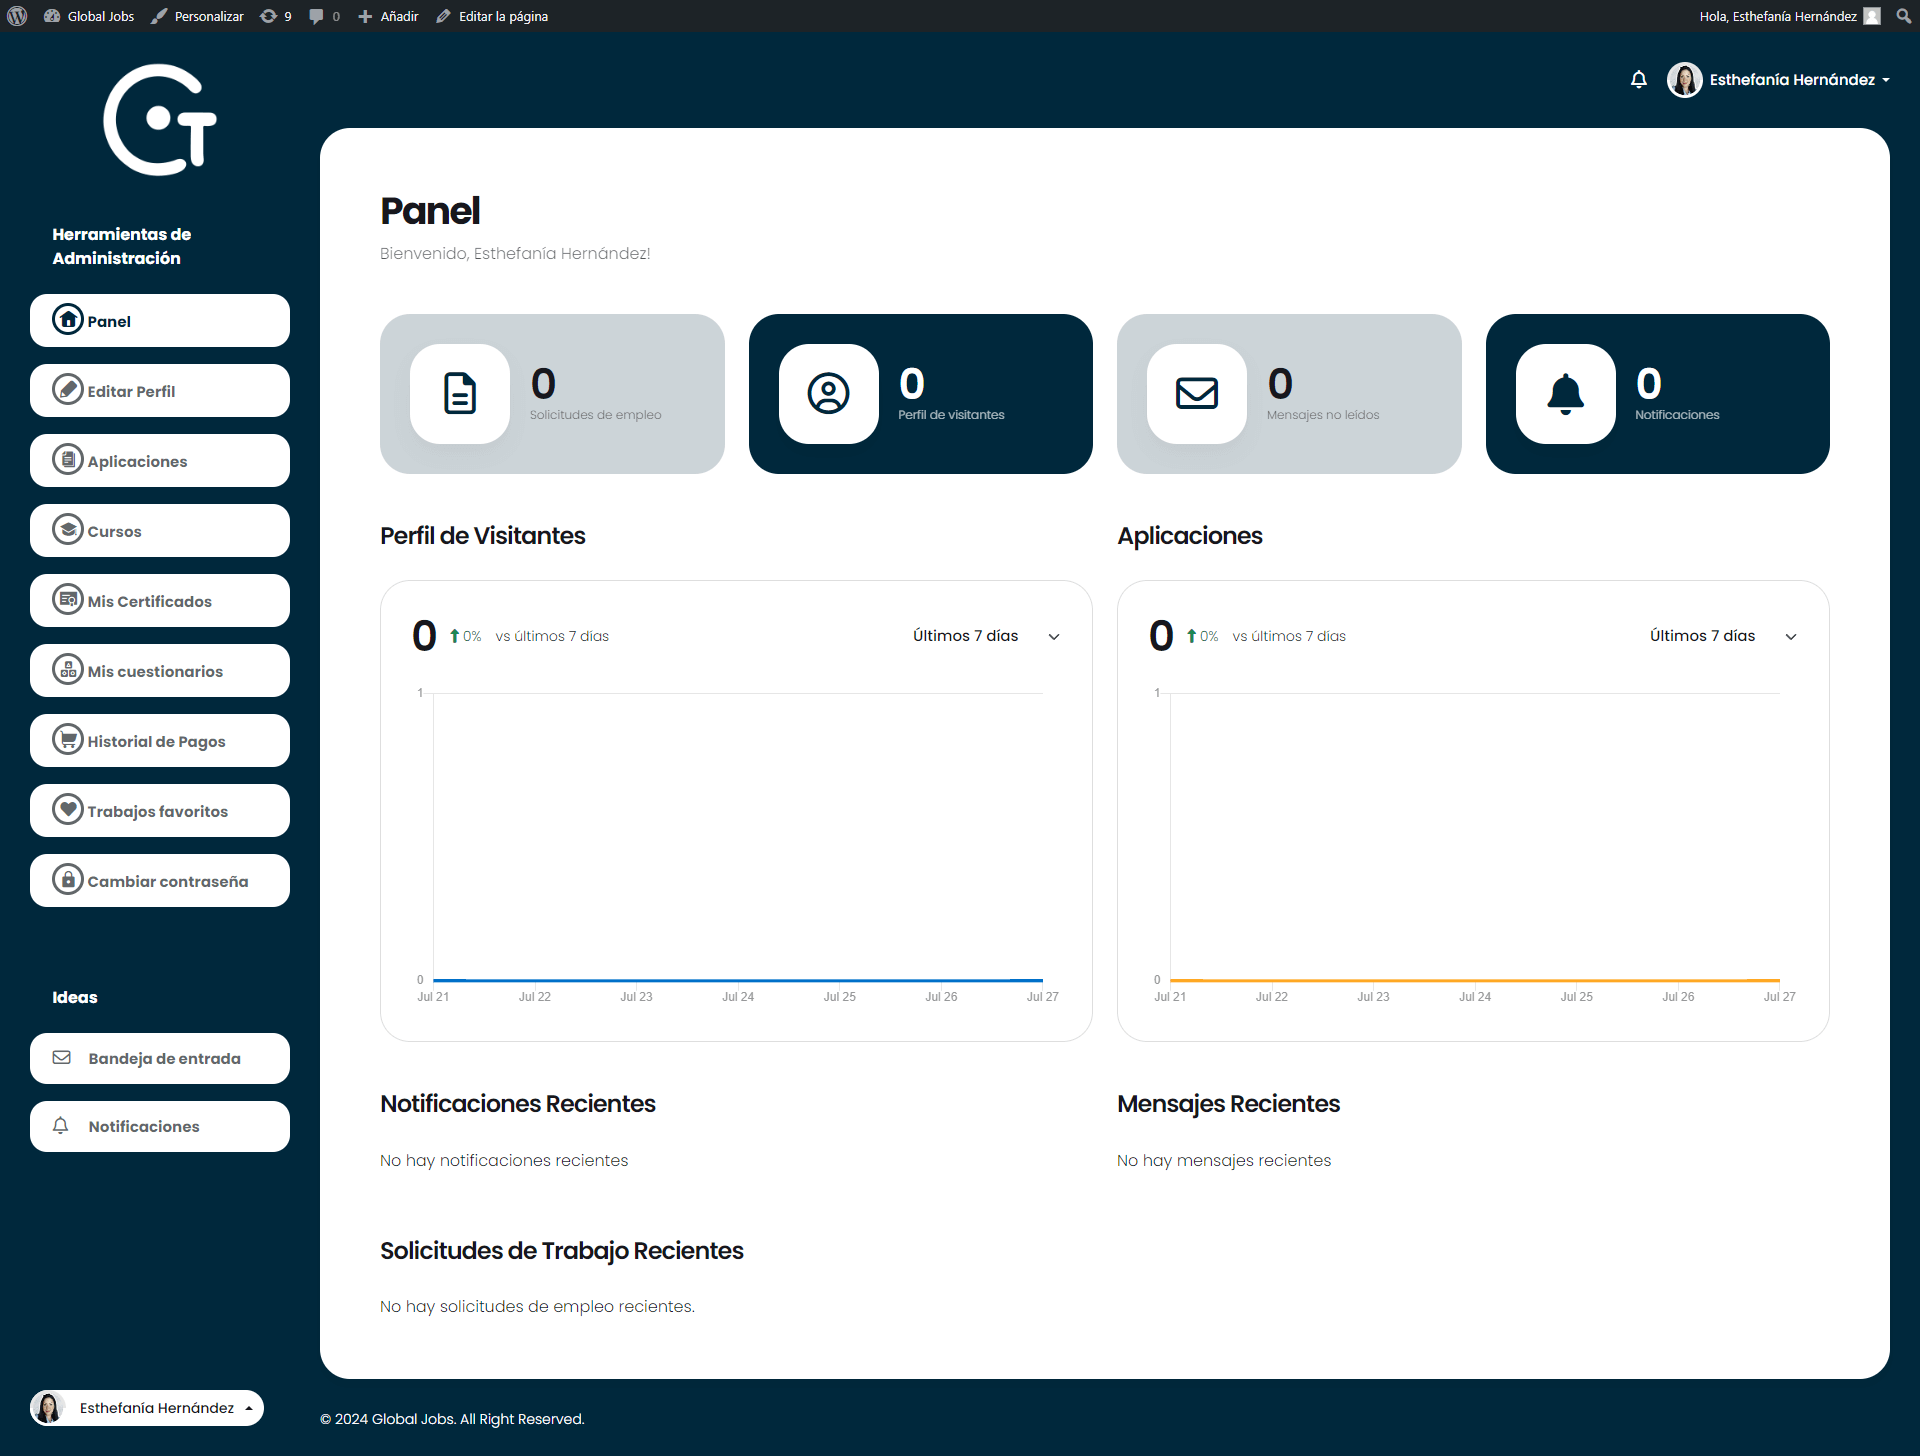 Global Jobs
Personalizar
9
0
Añadir
Editar la página
Hola, Esthefanía Hernández
Esthefanía Hernández
Herramientas de
Administración
Panel
Editar Perfil
Aplicaciones
Cursos
Mis Certificados
Mis cuestionarios
Historial de Pagos
Trabajos favoritos
Cambiar contraseña
Ideas
Bandeja de entrada
Notificaciones
Esthefanía Hernández
Panel
Bienvenido, Esthefanía Hernández!
0
Solicitudes de empleo
0
Perfil de visitantes
0
Mensajes no leídos
0
Notificaciones
Perfil de Visitantes
0 0% vs últimos 7 días
Últimos 7 días
1
0
Jul 21 Jul 22 Jul 23 Jul 24 Jul 25 Jul 26 Jul 27
Aplicaciones
0 0% vs últimos 7 días
Últimos 7 días
1
0
Jul 21 Jul 22 Jul 23 Jul 24 Jul 25 Jul 26 Jul 27
Notificaciones Recientes
No hay notificaciones recientes
Mensajes Recientes
No hay mensajes recientes
Solicitudes de Trabajo Recientes
No hay solicitudes de empleo recientes.
© 2024 Global Jobs. All Right Reserved.